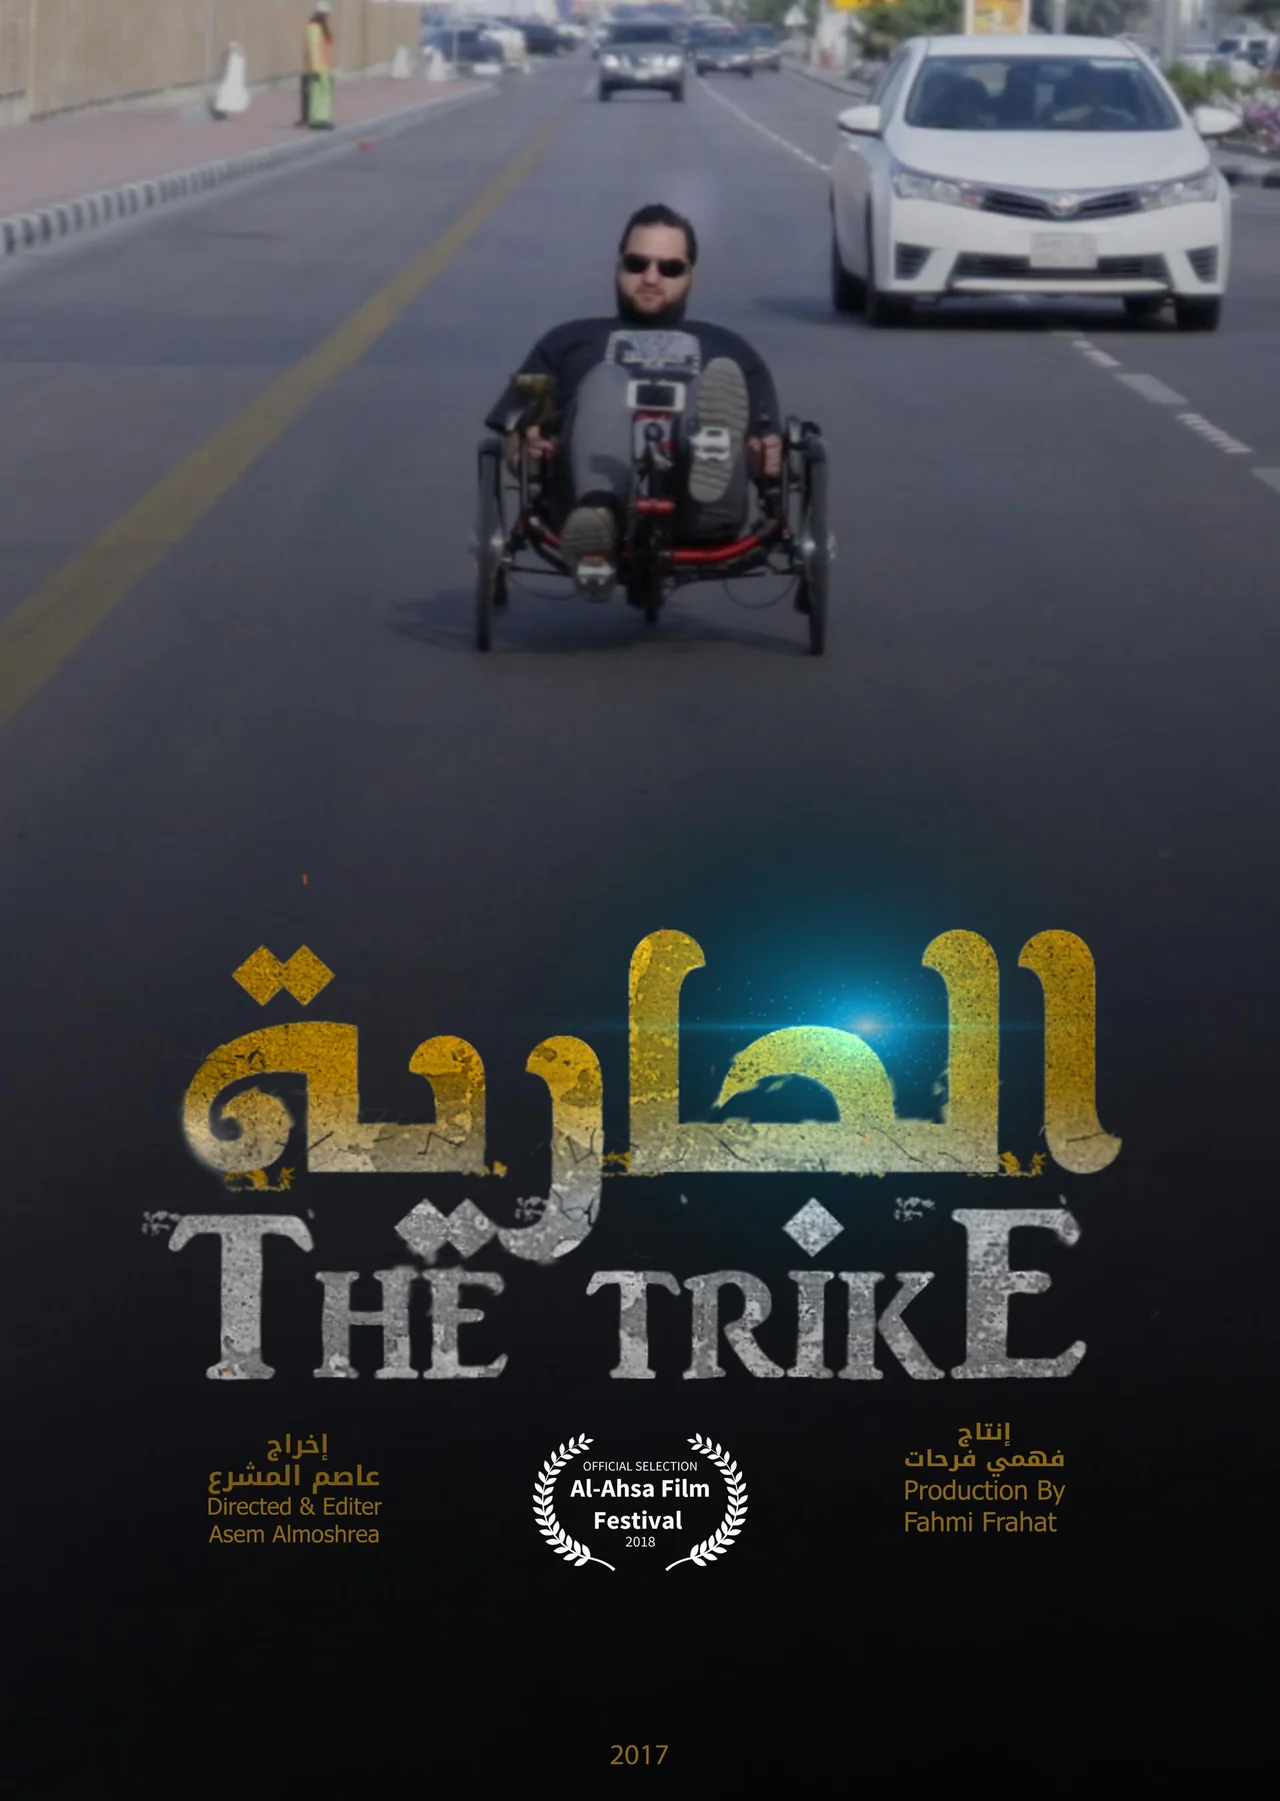 الجارية
THE TRIKE
إخراج
عاصم المشرع
Directed & Editer
Asem Almoshrea
OFFICIAL SELECTION
Al-Ahsa Film
Festival
2018
إنتاج
فهمي فرحات
Production By
Fahmi Frahat
2017